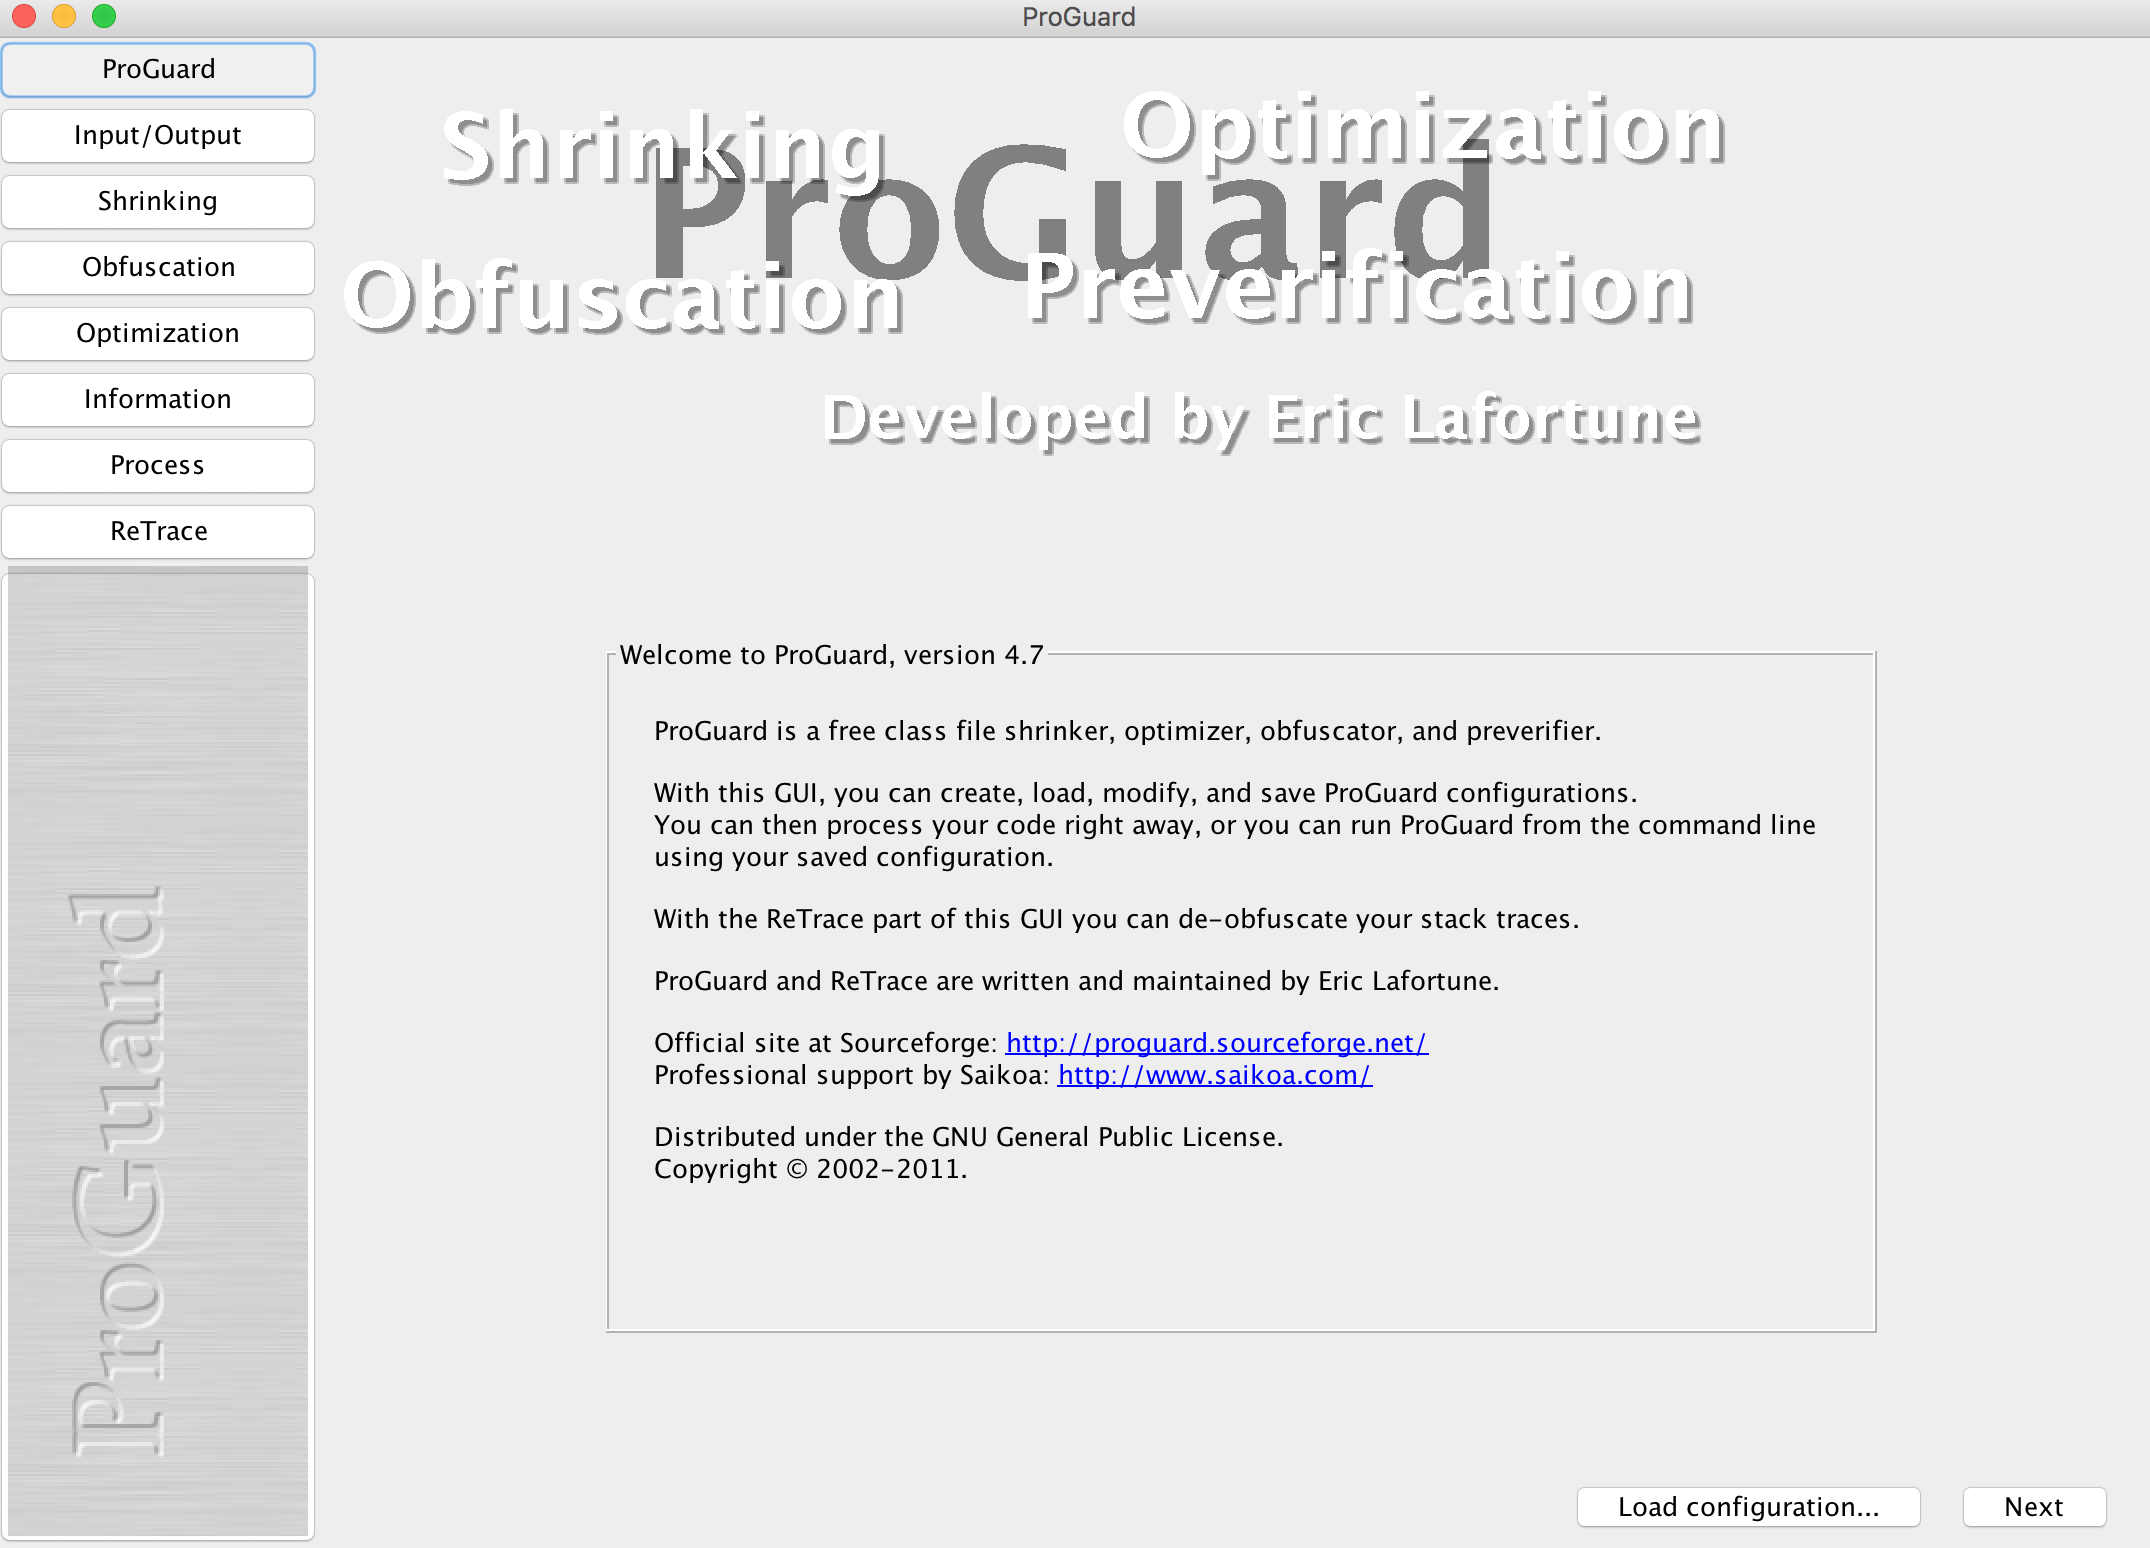 ProGuard
ProGuard
Input/Output
Shrinking
Obfuscation
Optimization
Information
Process
ReTrace
ProGuard
Shrinking
Optimization
ProGuard
Obfuscation
Preverification
Developed by Eric Lafortune
Welcome to ProGuard, version 4.7
ProGuard is a free class file shrinker, optimizer, obfuscator, and preverifier.
With this GUI, you can create, load, modify, and save ProGuard configurations.
You can then process your code right away, or you can run ProGuard from the command line
using your saved configuration.
With the ReTrace part of this GUI you can de-obfuscate your stack traces.
ProGuard and ReTrace are written and maintained by Eric Lafortune.
Official site at Sourceforge: http://proguard.sourceforge.net/
Professional support by Saikoa: http://www.saikoa.com/
Distributed under the GNU General Public License.
Copyright © 2002-2011.
Load configuration...
Next